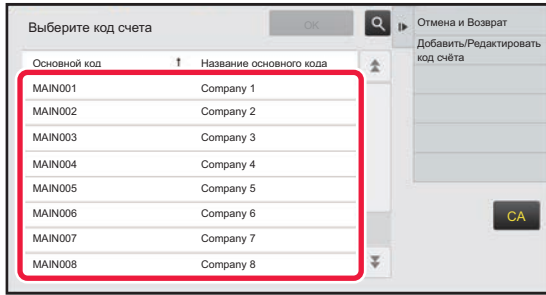 Выберите код счета
OK
Отмена и Возврат
Добавить/Редактировать
код счёта
Основной код ↑ Название основного кода
MAIN001 Company 1
MAIN002 Company 2
MAIN003 Company 3
MAIN004 Company 4
MAIN005 Company 5
MAIN006 Company 6
CA
MAIN007 Company 7
MAIN008 Company 8